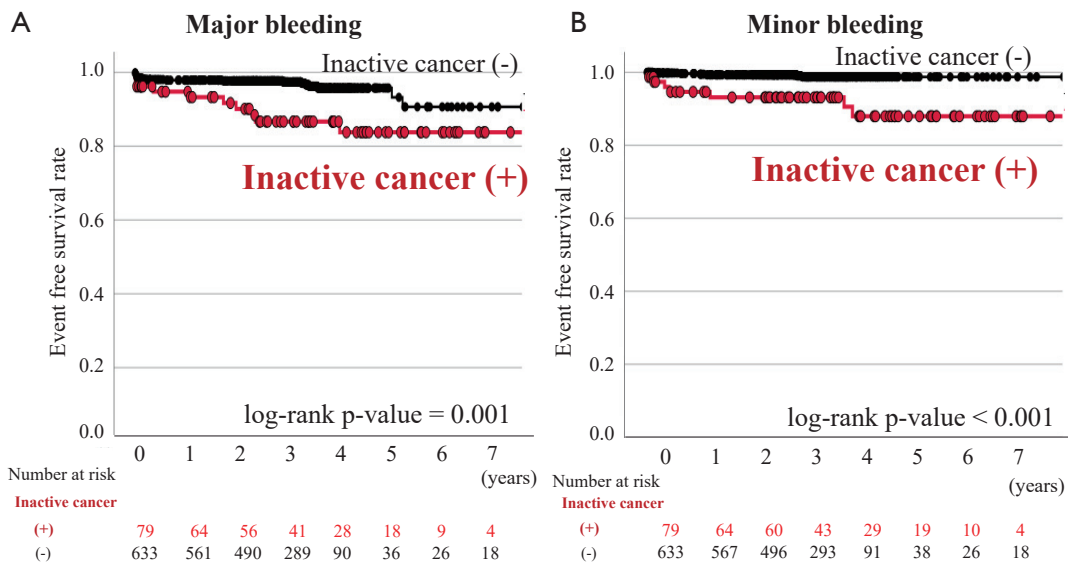 A
Major bleeding
Inactive cancer (-)
1.0
0.8
0.6
0.4
0.2
0.0
Event free survival rate
Inactive cancer (+)
log-rank p-value = 0.001
0 1 2 3 4 5 6 7
(years)
Number at risk
Inactive cancer
(+) 79 64 56 41 28 18 9 4
(-) 633 561 490 289 90 36 26 18
B
Minor bleeding
Inactive cancer (-)
1.0
0.8
0.6
0.4
0.2
0.0
Event free survival rate
Inactive cancer (+)
log-rank p-value < 0.001
0 1 2 3 4 5 6 7
(years)
Number at risk
Inactive cancer
(+) 79 64 60 43 29 19 10 4
(-) 633 567 496 293 91 38 26 18